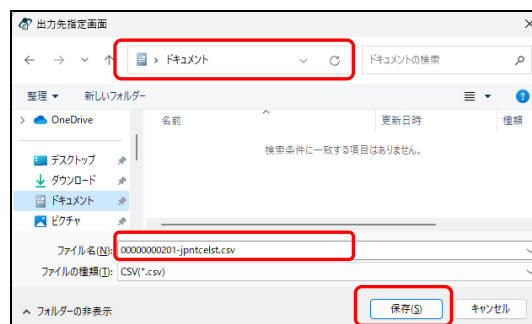 出力先指定画面
ドキュメント
ドキュメントの検索
整理
新しいフォルダー
OneDrive
名前
更新日時
種類
デスクトップ
検索条件に一致する項目はありません。
ダウンロード
ドキュメント
ピクチャ
ファイル名(N): 00000000201-jpntcelst.csv
ファイルの種類(T): CSV(*.csv)
フォルダーの非表示
保存(S)
キャンセル